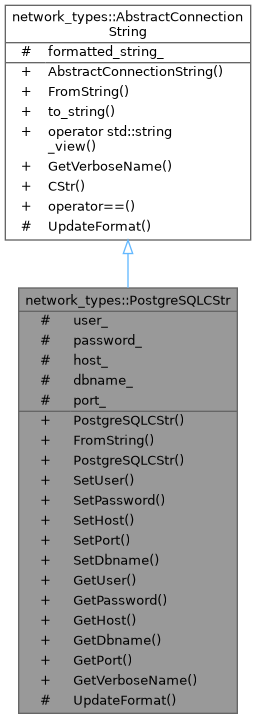 network_types::AbstractConnection
String
# formatted_string_
+ AbstractConnectionString()
+ FromString()
+ to_string()
+ operator std::string
_view()
+ GetVerboseName()
+ CStr()
+ operator==()
# UpdateFormat()
network_types::PostgreSQLCStr
# user_
# password_
# host_
# dbname_
# port_
+ PostgreSQLCStr()
+ FromString()
+ PostgreSQLCStr()
+ SetUser()
+ SetPassword()
+ SetHost()
+ SetPort()
+ SetDbname()
+ GetUser()
+ GetPassword()
+ GetHost()
+ GetDbname()
+ GetPort()
+ GetVerboseName()
# UpdateFormat()